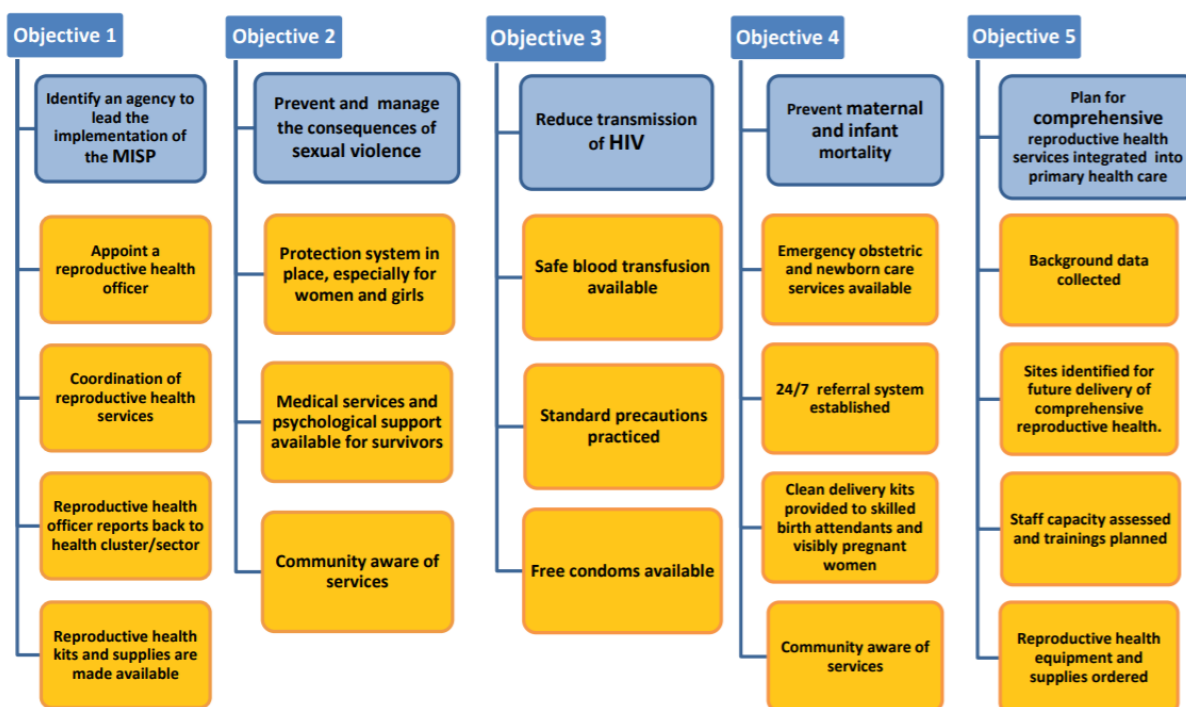 Objective 1
Identify an agency to
lead the
implementation of
the MISP
Appoint a
reproductive health
officer
Coordination of
reproductive health
services
Reproductive health
officer reports back to
health cluster/sector
Reproductive health
kits and supplies are
made available
Objective 2
Prevent and manage
the consequences of
sexual violence
Protection system in
place, especially for
women and girls
Medical services and
psychological support
available for survivors
Community aware of
services
Objective 3
Reduce transmission
of HIV
Safe blood transfusion
available
Standard precautions
practiced
Free condoms available
Objective 4
Prevent maternal
and infant
mortality
Emergency obstetric
and newborn care
services available
24/7 referral system
established
Clean delivery kits
provided to skilled
birth attendants and
visibly pregnant
women
Community aware of
services
Objective 5
Plan for
comprehensive
reproductive health
services integrated into
primary health care
Background data
collected
Sites identified for
future delivery of
comprehensive
reproductive health.
Staff capacity assessed
and trainings planned
Reproductive health
equipment and
supplies ordered